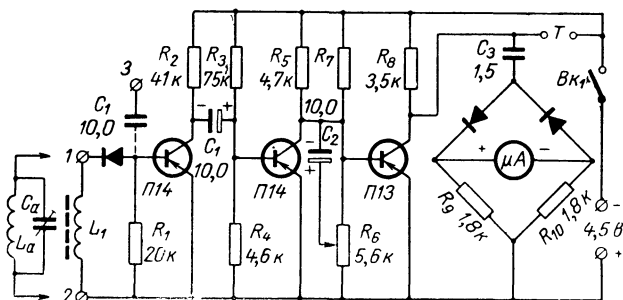 R₂
41к
R₃
75к
R₅
4,7к
R₇
R₈
3,5к
C₃
1,5
T
Вк₁
3
C₁
10,0
- +
C₁
10,0
10,0
-
C₂
+
1
П14
П14
П13
+ μA -
Cα
Lα
L₁
R₁
20к
R₄
4,6к
R₆
5,6к
R₉
1,8к
R₁₀ 1,8к
-
4,5 В
+
2